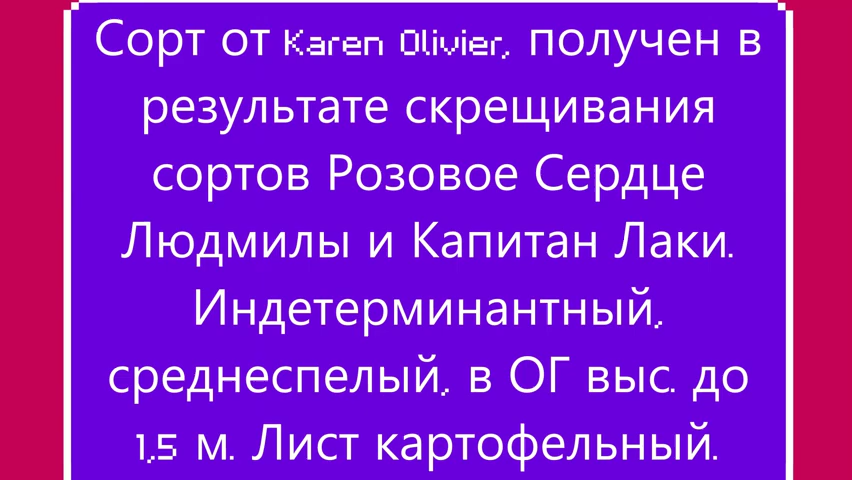 Сорт от Karen Olivier, получен в
результате скрещивания
сортов Розовое Сердце
Людмилы и Капитан Лаки.
Индетерминантный,
среднеспелый, в ОГ выс. до
1,5 м. Лист картофельный.